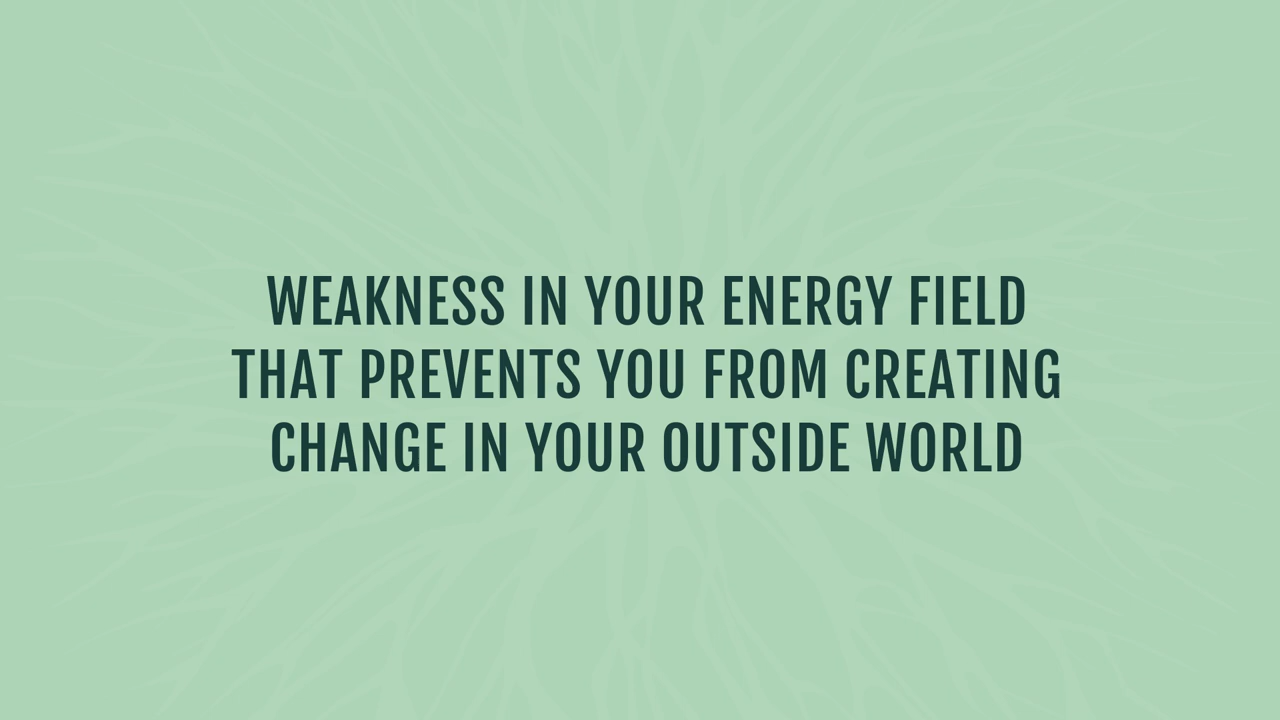 WEAKNESS IN YOUR ENERGY FIELD
THAT PREVENTS YOU FROM CREATING
CHANGE IN YOUR OUTSIDE WORLD